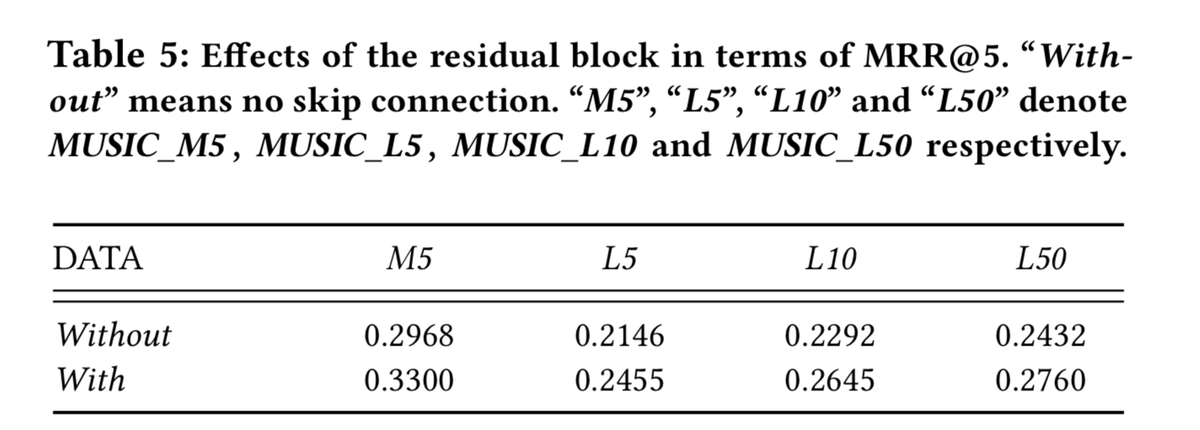 Table 5: Effects of the residual block in terms of MRR@5. “With-
out” means no skip connection. “M5”, “L5”, “L10” and “L50” denote
MUSIC_M5, MUSIC_L5, MUSIC_L10 and MUSIC_L50 respectively.
DATA M5 L5 L10 L50
Without 0.2968 0.2146 0.2292 0.2432
With 0.3300 0.2455 0.2645 0.2760